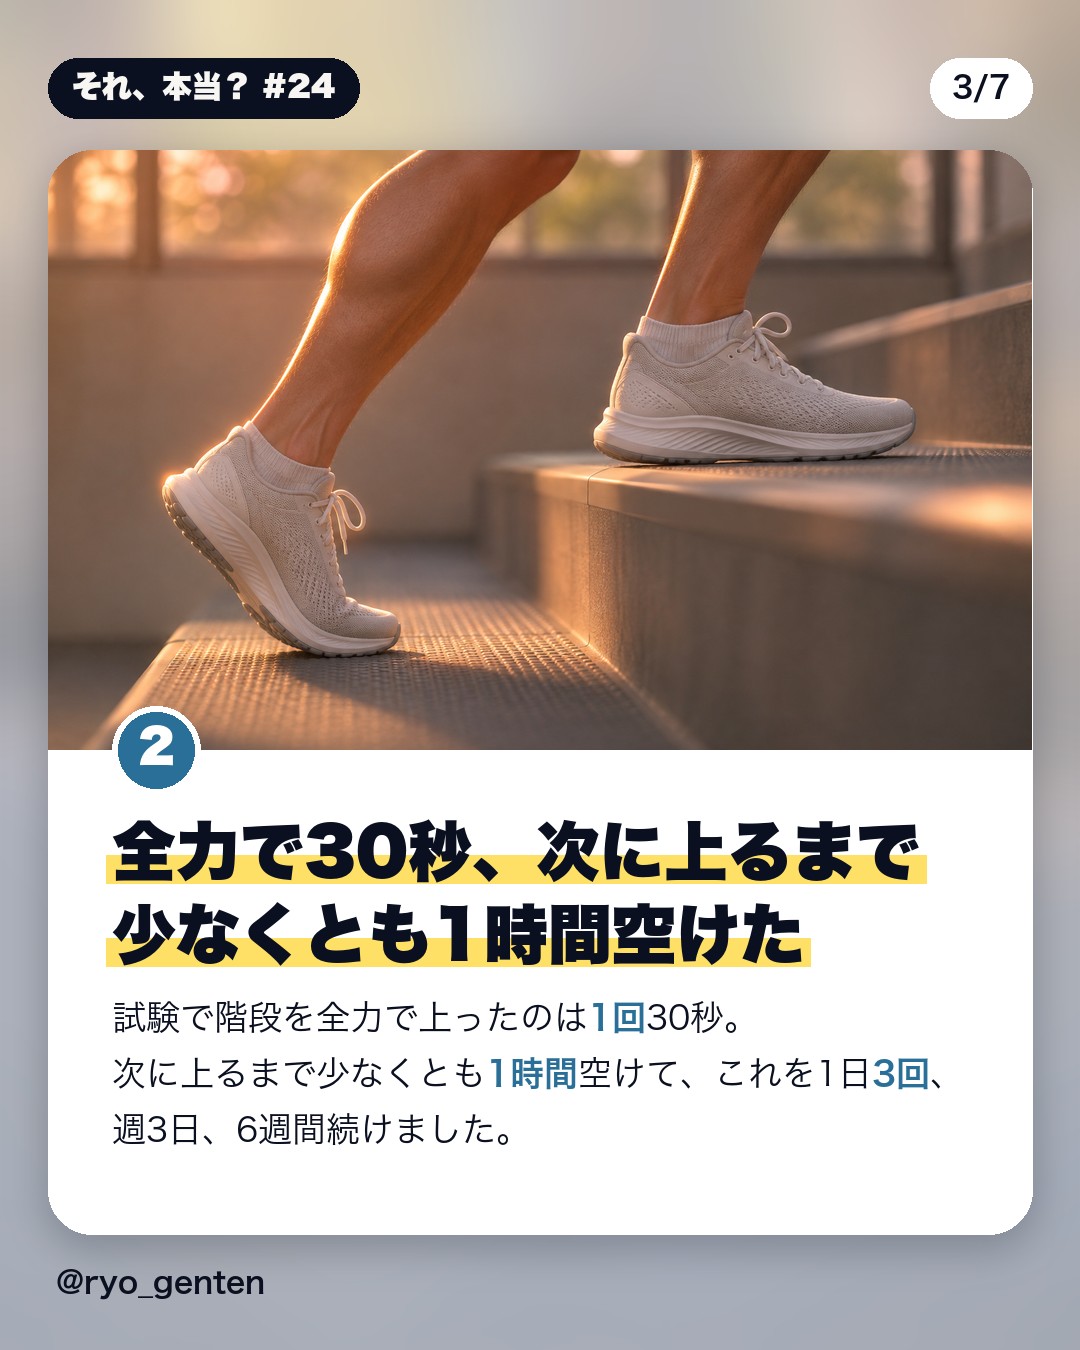 それ、本当？ #24
3/7
2
全力で30秒、次に上るまで
少なくとも1時間空けた
試験で階段を全力で上ったのは1回30秒。
次に上るまで少なくとも1時間空けて、これを1日3回、
週3日、6週間続けました。
@ryo_genten